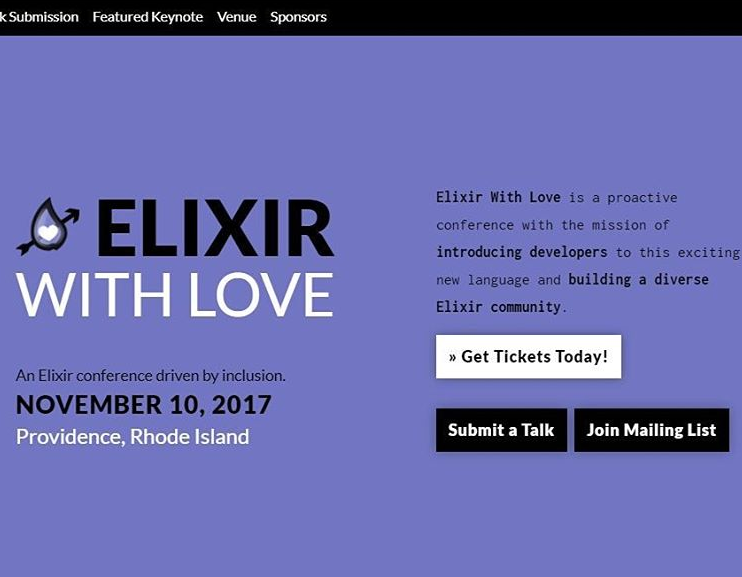 k Submission Featured Keynote Venue Sponsors
ELIXIR
WITH LOVE
An Elixir conference driven by inclusion.
NOVEMBER 10, 2017
Providence, Rhode Island
Elixir With Love is a proactive
conference with the mission of
introducing developers to this exciting
new language and building a diverse
Elixir community.
» Get Tickets Today!
Submit a Talk Join Mailing List